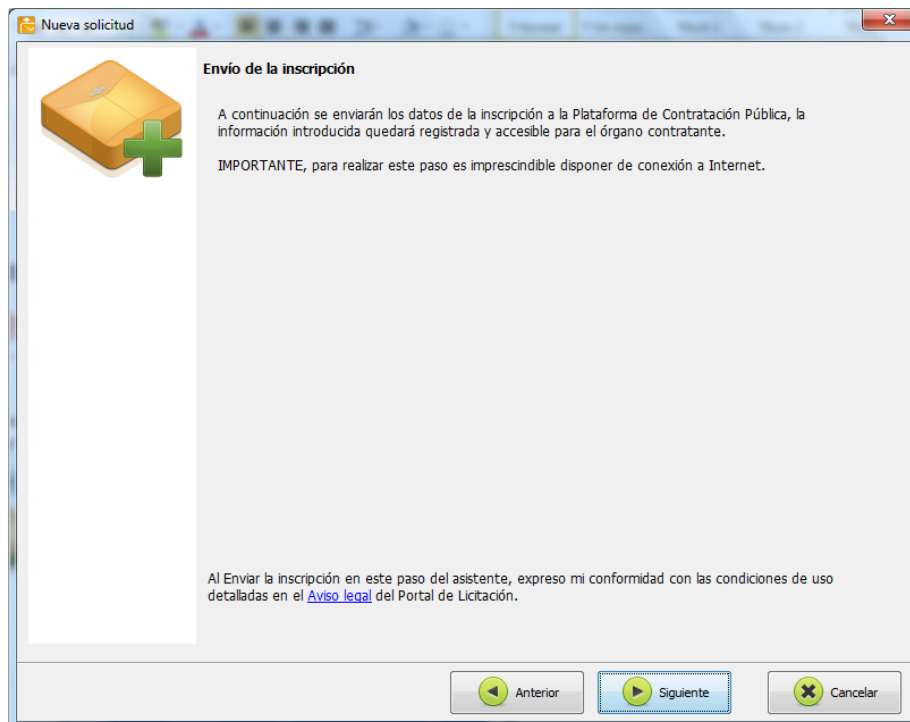 Nueva solicitud
Envío de la inscripción
A continuación se enviarán los datos de la inscripción a la Plataforma de Contratación Pública, la
información introducida quedará registrada y accesible para el órgano contratante.
IMPORTANTE, para realizar este paso es imprescindible disponer de conexión a Internet.
Al Enviar la inscripción en este paso del asistente, expreso mi conformidad con las condiciones de uso
detalladas en el Aviso legal del Portal de Licitación.
Anterior
Siguiente
Cancelar